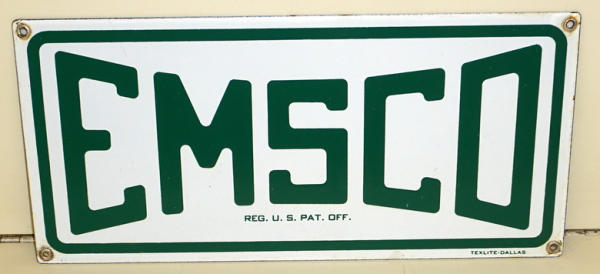 EMSCO
REG. U. S. PAT. OFF.
TEXLITE-DALLAS